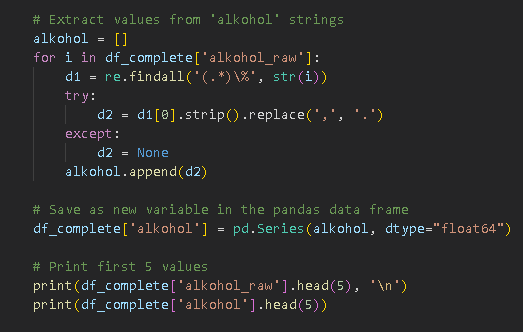 # Extract values from 'alkohol' strings
alkohol = []
for i in df_complete['alkohol_raw']:
    d1 = re.findall('(.*)\%', str(i))
    try:
        d2 = d1[0].strip().replace(',', '.')
    except:
        d2 = None
    alkohol.append(d2)

# Save as new variable in the pandas data frame
df_complete['alkohol'] = pd.Series(alkohol, dtype="float64")

# Print first 5 values
print(df_complete['alkohol_raw'].head(5), '\n')
print(df_complete['alkohol'].head(5))